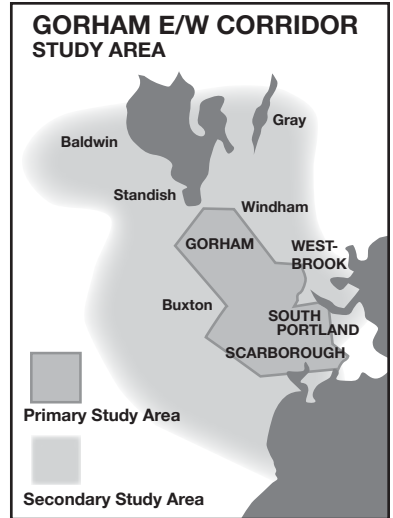 GORHAM E/W CORRIDOR
STUDY AREA
Gray
Baldwin
Standish
Windham
GORHAM
WEST-
BROOK
Buxton
SOUTH
PORTLAND
SCARBOROUGH
Primary Study Area
Secondary Study Area